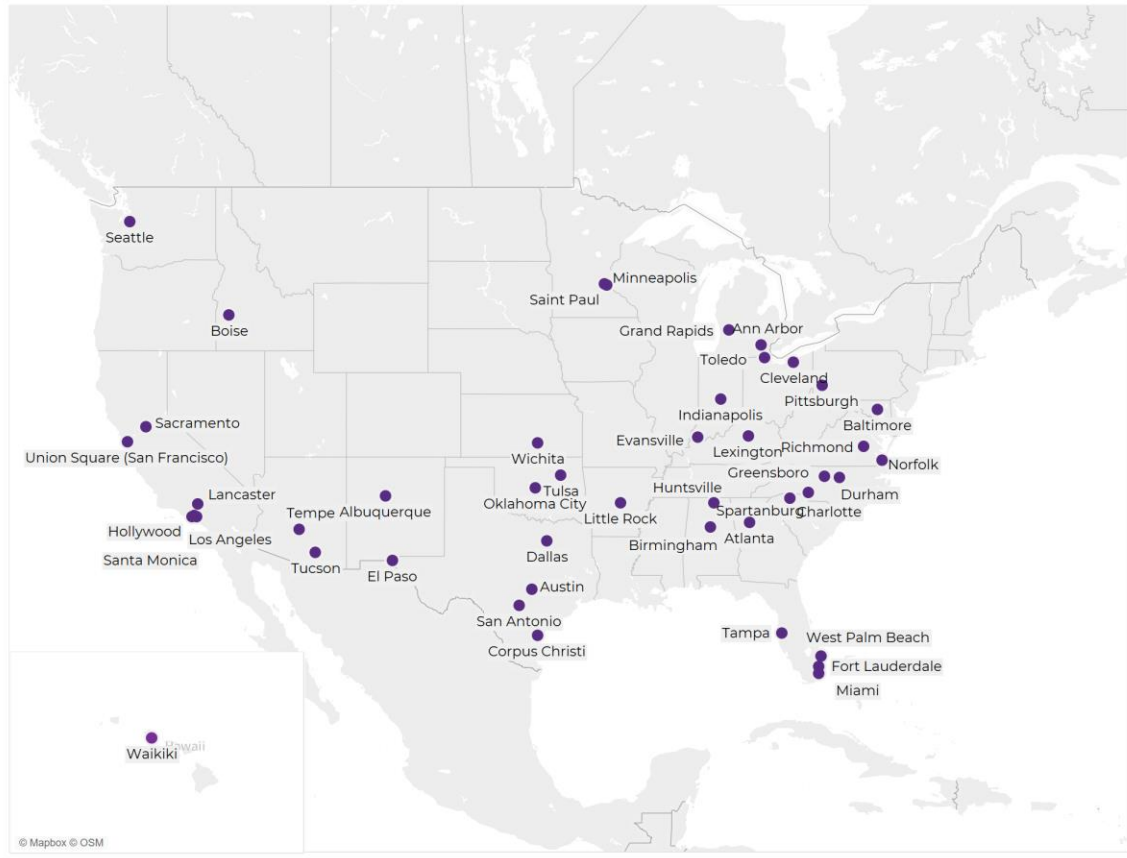 Seattle
Minneapolis
Saint Paul
Boise
Grand Rapids
Ann Arbor
Toledo
Cleveland
Pittsburgh
Indianapolis
Baltimore
Sacramento
Evansville
Lexington
Richmond
Union Square (San Francisco)
Wichita
Norfolk
Greensboro
Tulsa
Huntsville
Durham
Lancaster
Oklahoma City
Spartanburg
Charlotte
Tempe
Albuquerque
Little Rock
Hollywood
Los Angeles
Birmingham
Atlanta
Santa Monica
Dallas
Tucson
El Paso
Austin
San Antonio
Tampa
West Palm Beach
Corpus Christi
Fort Lauderdale
Miami
Hawaii
Waikiki
© Mapbox © OSM